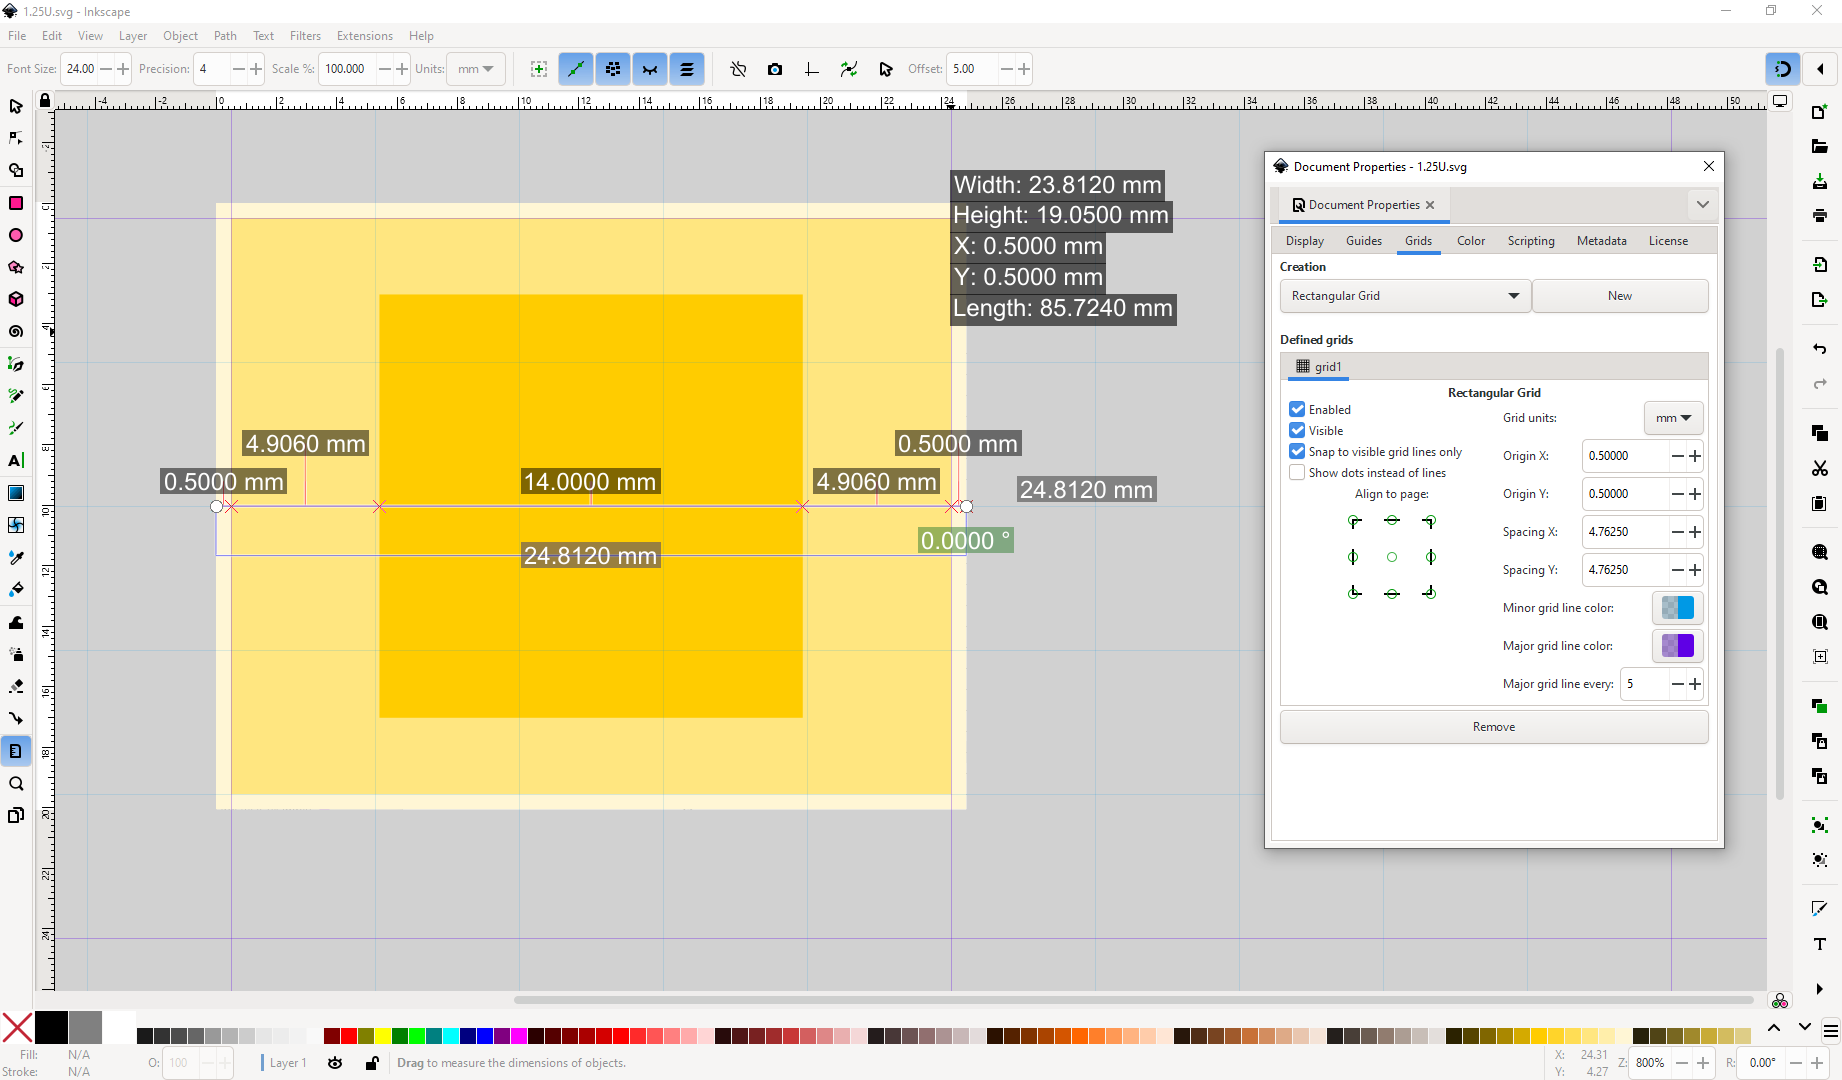 1.25U.svg - Inkscape
File Edit View Layer Object Path Text Filters Extensions Help
Font Size: 24.00 Precision: 4 Scale %: 100.000 Units: mm Offset: 5.00
-4 -2 0 2 4 6 8 10 12 14 16 18 20 22 24 26 28 30 32 34 36 38 40 42 44 46 48 50
Width: 23.8120 mm
Height: 19.0500 mm
X: 0.5000 mm
Y: 0.5000 mm
Length: 85.7240 mm
4.9060 mm
0.5000 mm
0.5000 mm
14.0000 mm
4.9060 mm
24.8120 mm
0.0000 °
24.8120 mm
Document Properties - 1.25U.svg
Document Properties
Display Guides Grids Color Scripting Metadata License
Creation
Rectangular Grid New
Defined grids
grid1
Rectangular Grid
Enabled
Visible
Snap to visible grid lines only
Show dots instead of lines
Align to page:
Grid units: mm
Origin X: 0.50000
Origin Y: 0.50000
Spacing X: 4.76250
Spacing Y: 4.76250
Minor grid line color:
Major grid line color:
Major grid line every: 5
Remove
Fill: N/A
Stroke: N/A
O: 100
Layer 1
Drag to measure the dimensions of objects.
X: 24.31
Y: 4.27
Z: 800%
R: 0.00°